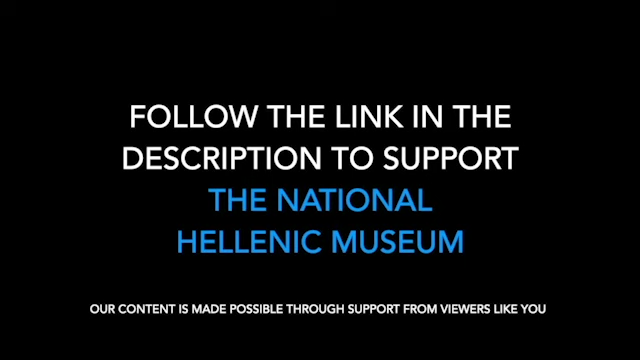 FOLLOW THE LINK IN THE
DESCRIPTION TO SUPPORT
THE NATIONAL
HELLENIC MUSEUM
OUR CONTENT IS MADE POSSIBLE THROUGH SUPPORT FROM VIEWERS LIKE YOU